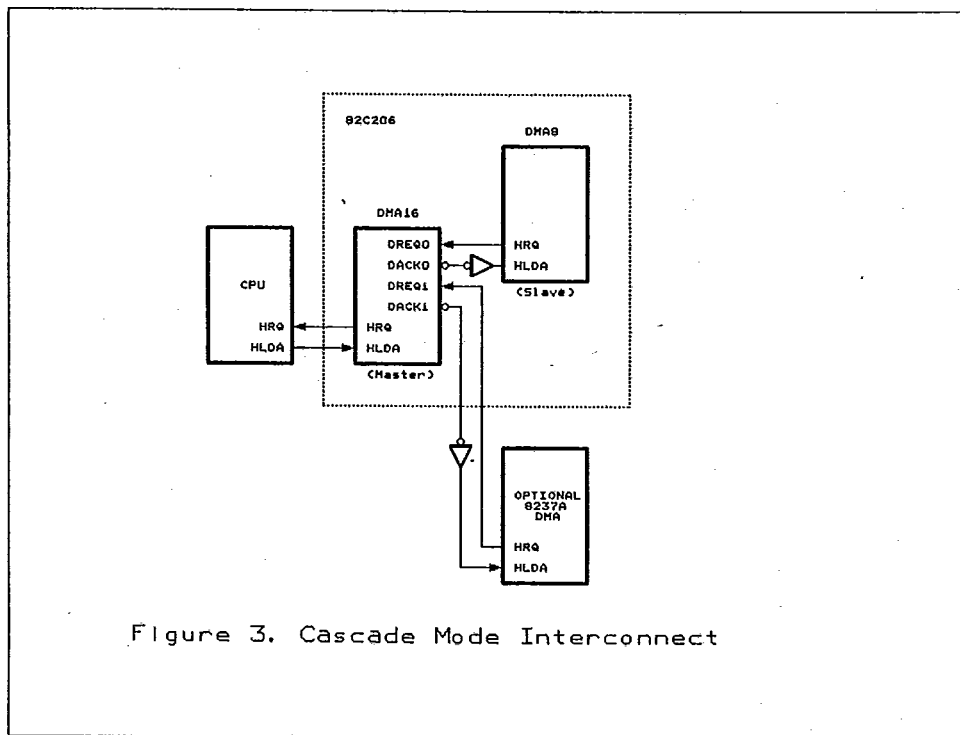 82C206
DMA8
DMA16
HRQ
HLDA
(Slave)
DREQ0
DACK0
DREQ1
DACK1
HRQ
HLDA
(Master)
CPU
HRQ
HLDA
OPTIONAL
8237A
DMA
HRQ
HLDA
Figure 3. Cascade Mode Interconnect